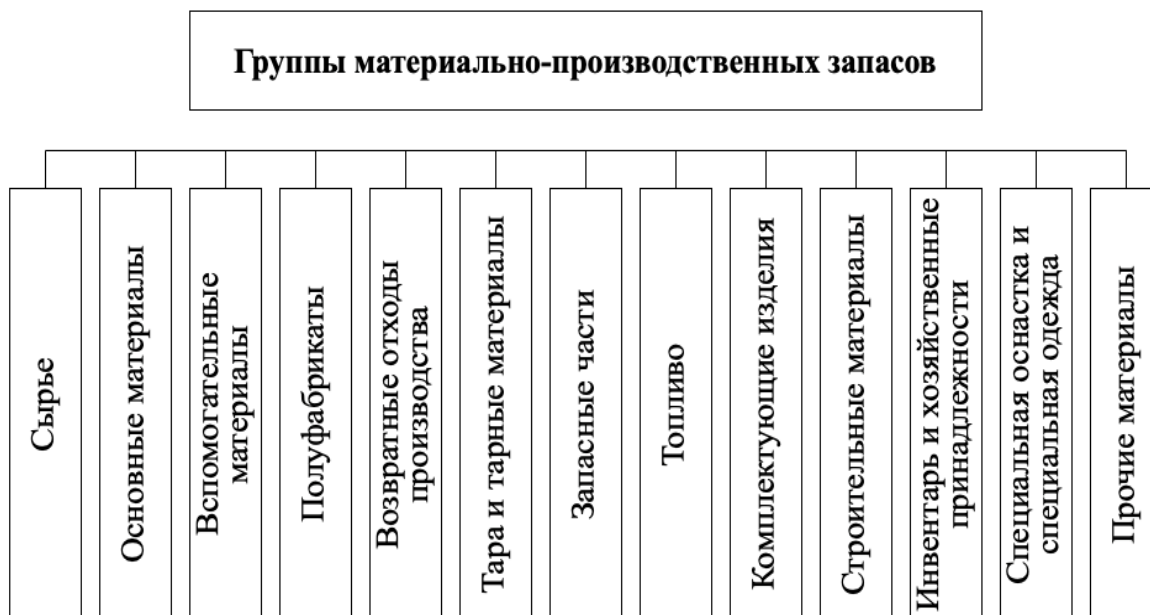 Группы материально-производственных запасов
Сырье
Основные материалы
Вспомогательные
материалы
Полуфабрикаты
Возвратные отходы
производства
Тара и тарные материалы
Запасные части
Топливо
Комплектующие изделия
Строительные материалы
Инвентарь и хозяйственные
принадлежности
Специальная оснастка и
специальная одежда
Прочие материалы